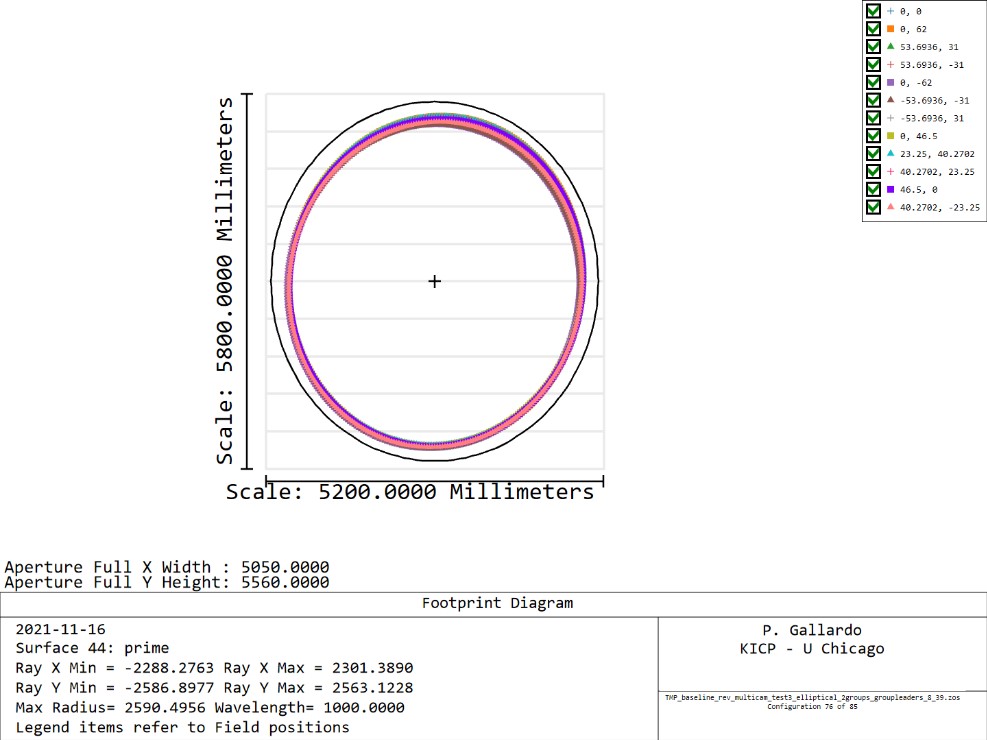 0, 0
0, 62
53.6936, 31
53.6936, -31
0, -62
-53.6936, -31
-53.6936, 31
0, 46.5
23.25, 40.2702
40.2702, 23.25
46.5, 0
40.2702, -23.25
Scale: 5800.0000 Millimeters
Scale: 5200.0000 Millimeters
Aperture Full X Width : 5050.0000
Aperture Full Y Height: 5560.0000
Footprint Diagram
2021-11-16
Surface 44: prime
Ray X Min = -2288.2763 Ray X Max = 2301.3890
Ray Y Min = -2586.8977 Ray Y Max = 2563.1228
Max Radius= 2590.4956 Wavelength= 1000.0000
Legend items refer to Field positions
P. Gallardo
KICP - U Chicago
TMP_baseline_rev_multicam_test3_elliptical_2groups_groupleaders_8_39.zos
Configuration 76 of 85